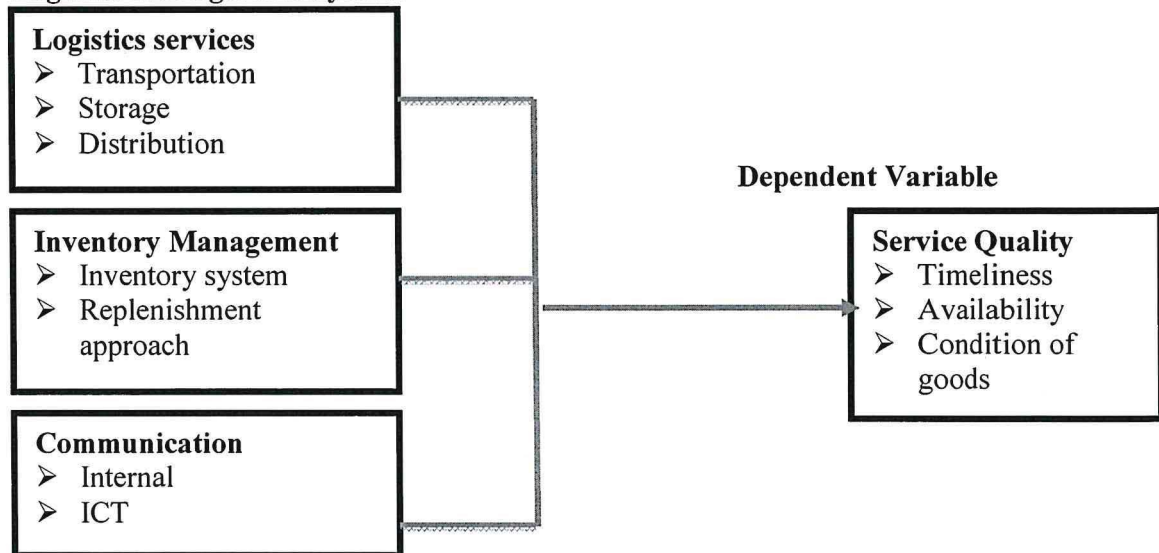 Logistics services
➢ Transportation
➢ Storage
➢ Distribution
Inventory Management
➢ Inventory system
➢ Replenishment
approach
Communication
➢ Internal
➢ ICT
Dependent Variable
Service Quality
➢ Timeliness
➢ Availability
➢ Condition of
goods